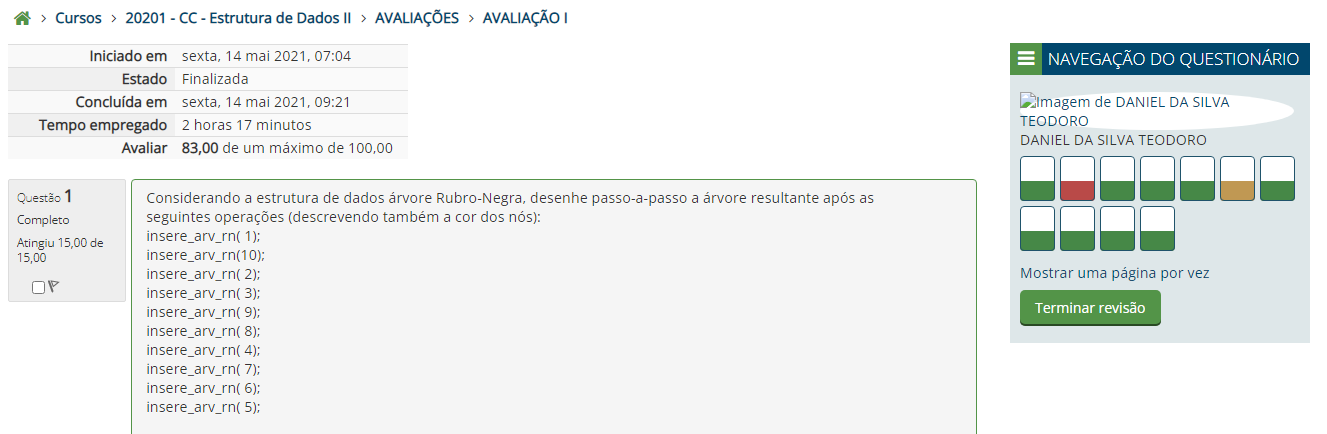 Cursos > 20201 - CC - Estrutura de Dados II > AVALIAÇÕES > AVALIAÇÃO I
Iniciado em sexta, 14 mai 2021, 07:04
Estado Finalizada
Concluída em sexta, 14 mai 2021, 09:21
Tempo empregado 2 horas 17 minutos
Avaliar 83,00 de um máximo de 100,00
Questão 1
Completo
Atingiu 15,00 de
15,00
Considerando a estrutura de dados árvore Rubro-Negra, desenhe passo-a-passo a árvore resultante após as
seguintes operações (descrevendo também a cor dos nós):
insere_arv_rn( 1);
insere_arv_rn(10);
insere_arv_rn( 2);
insere_arv_rn( 3);
insere_arv_rn( 9);
insere_arv_rn( 8);
insere_arv_rn( 4);
insere_arv_rn( 7);
insere_arv_rn( 6);
insere_arv_rn( 5);
NAVEGAÇÃO DO QUESTIONÁRIO
Imagem de DANIEL DA SILVA
TEODORO
DANIEL DA SILVA TEODORO
Mostrar uma página por vez
Terminar revisão